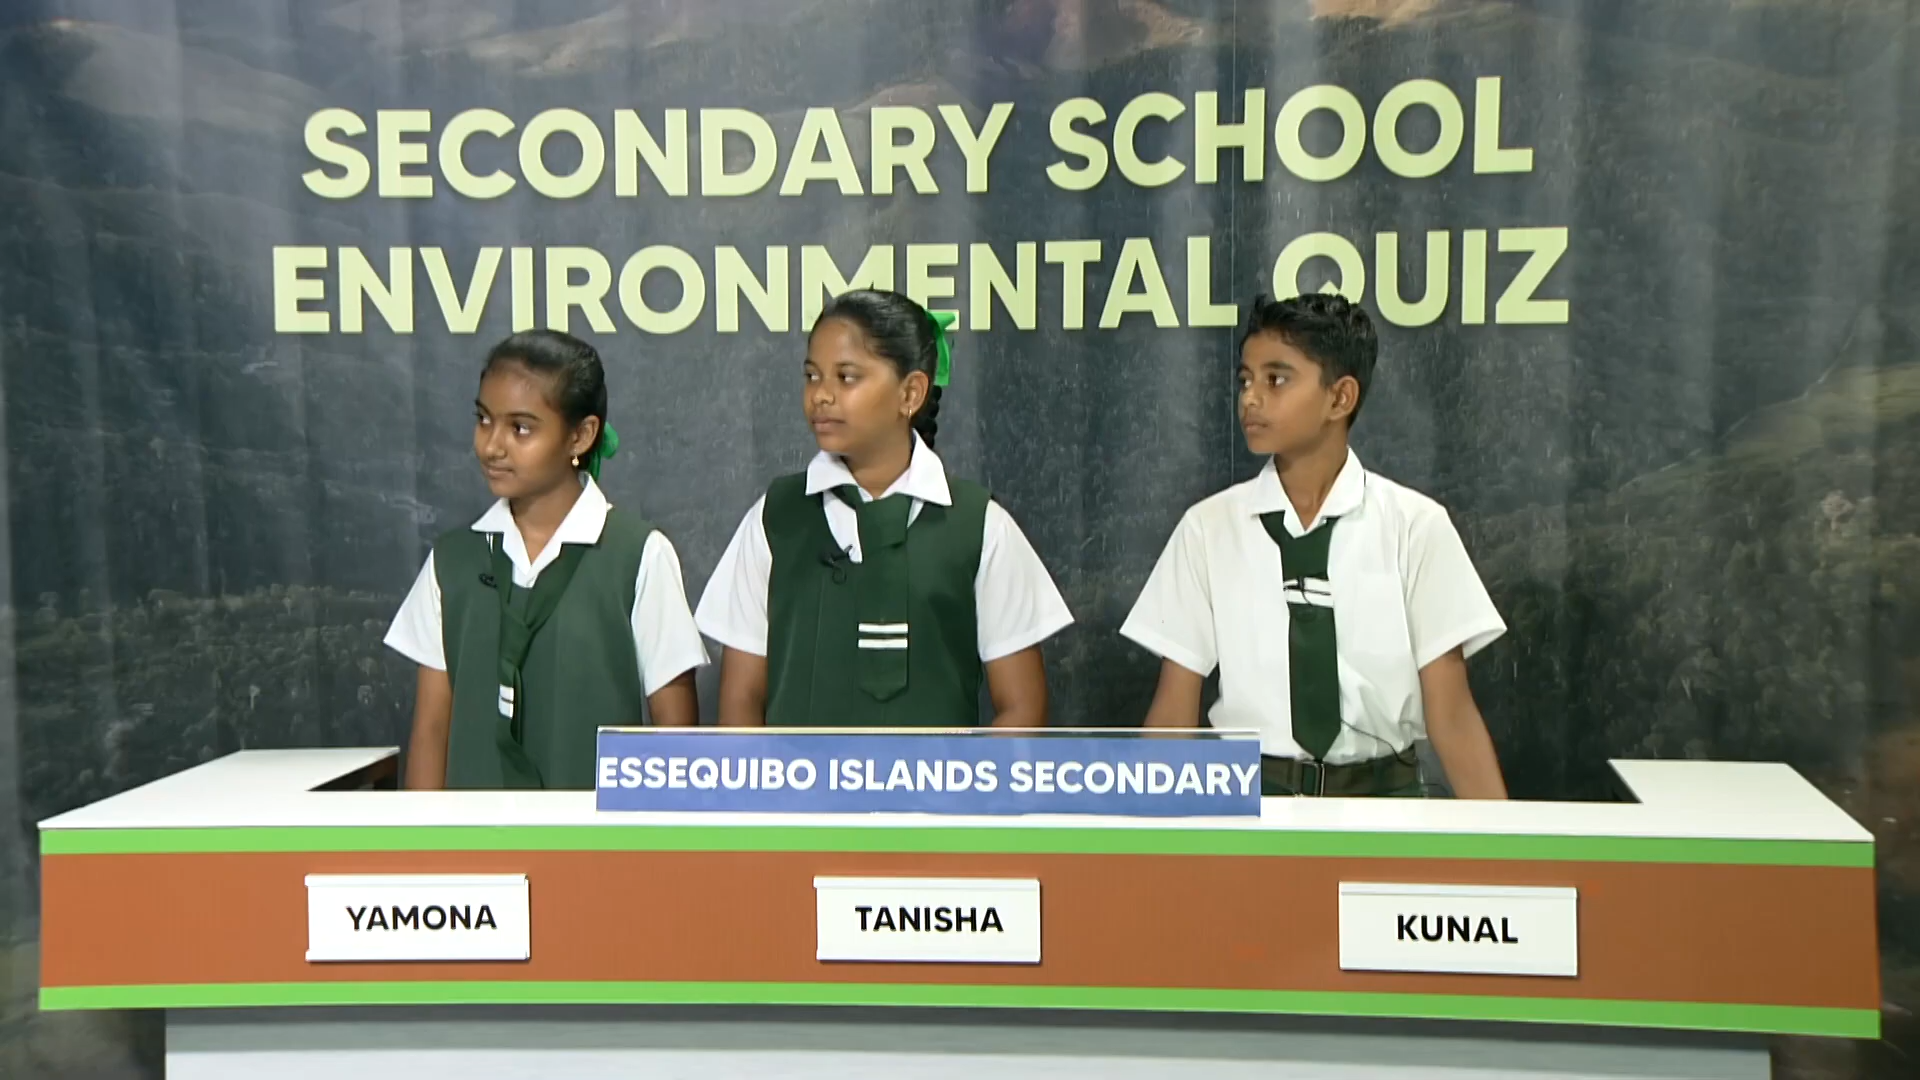 SECONDARY SCHOOL
ENVIRONMENTAL QUIZ
ESSEQUIBO ISLANDS SECONDARY
YAMONA
TANISHA
KUNAL